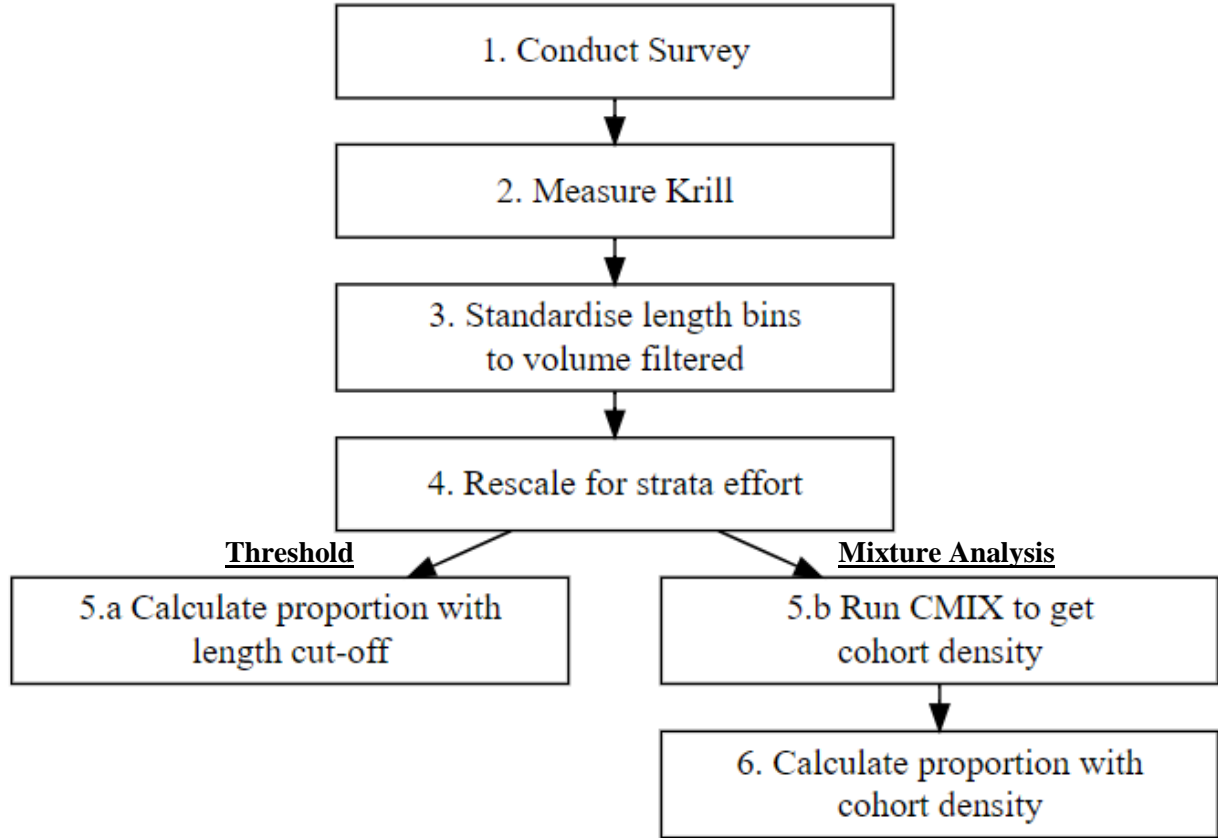 1. Conduct Survey
2. Measure Krill
3. Standardise length bins
to volume filtered
4. Rescale for strata effort
Threshold
Mixture Analysis
5.a Calculate proportion with
length cut-off
5.b Run CMIX to get
cohort density
6. Calculate proportion with
cohort density